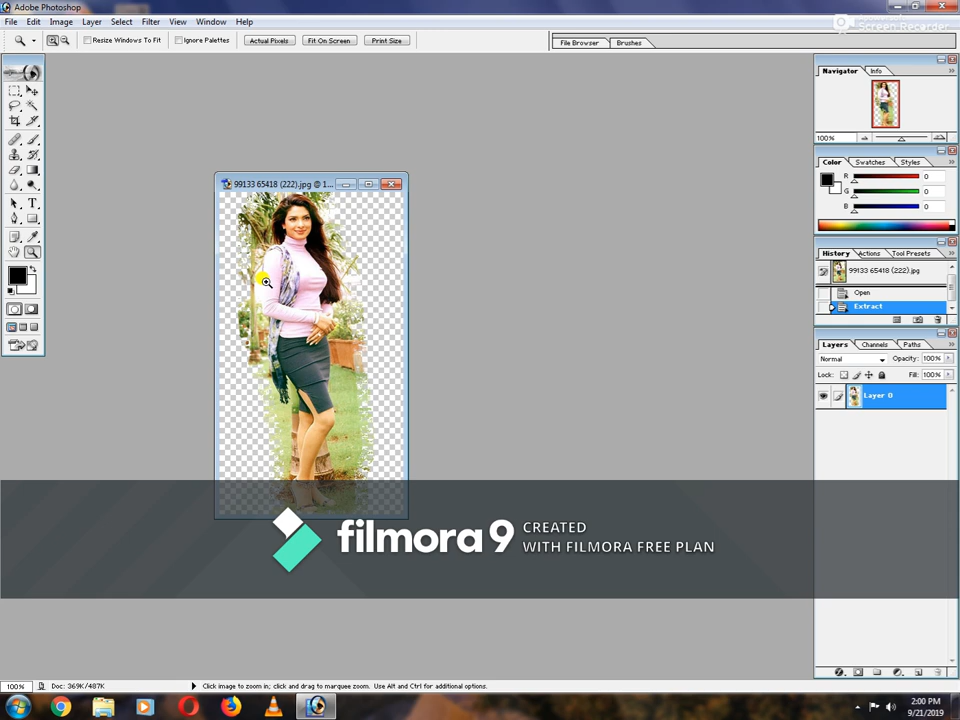 Adobe Photoshop
File Edit Image Layer Select Filter View Window Help
Screen Recorder
Resize Windows To Fit Ignore Palettes Actual Pixels Fit On Screen Print Size File Browser Brushes
Navigator Info
100%
Color Swatches Styles
R 0
G 0
B 0
History Actions Tool Presets
99133 65418 (222).jpg
Open
Extract
Layers Channels Paths
Normal Opacity: 100%
Lock: Fill: 100%
Layer 0
99133 65418 (222).jpg @ 1...
T
filmora 9 CREATED
WITH FILMORA FREE PLAN
100% Doc: 369K/487K Click image to zoom in; click and drag to marquee zoom. Use Alt and Ctrl for additional options.
2:00 PM
9/21/2019